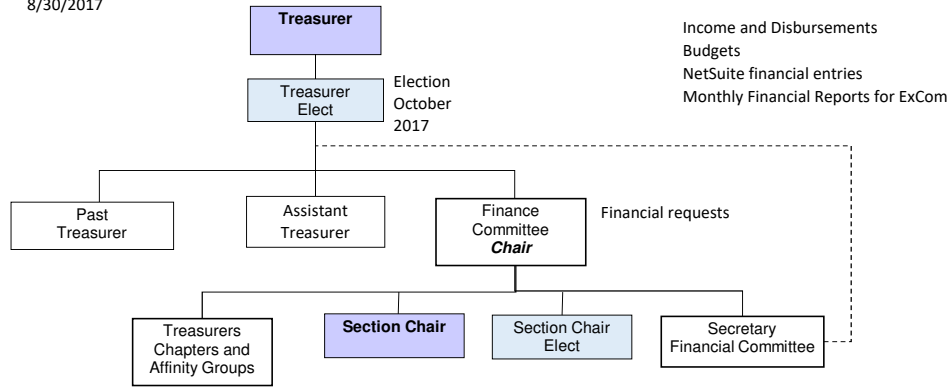 8/30/2017
Treasurer
Income and Disbursements
Budgets
NetSuite financial entries
Monthly Financial Reports for ExCom
Treasurer
Elect
Election
October
2017
Past
Treasurer
Assistant
Treasurer
Finance
Committee
Chair
Financial requests
Treasurers
Chapters and
Affinity Groups
Section Chair
Section Chair
Elect
Secretary
Financial Committee